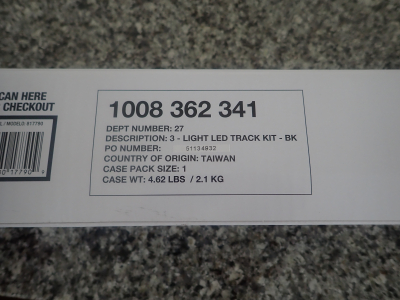 CAN HERE
CHECKOUT
1008 362 341
DEPT NUMBER: 27
DESCRIPTION: 3 - LIGHT LED TRACK KIT - BK
PO NUMBER: 51134932
COUNTRY OF ORIGIN: TAIWAN
CASE PACK SIZE: 1
CASE WT: 4.62 LBS / 2.1 KG